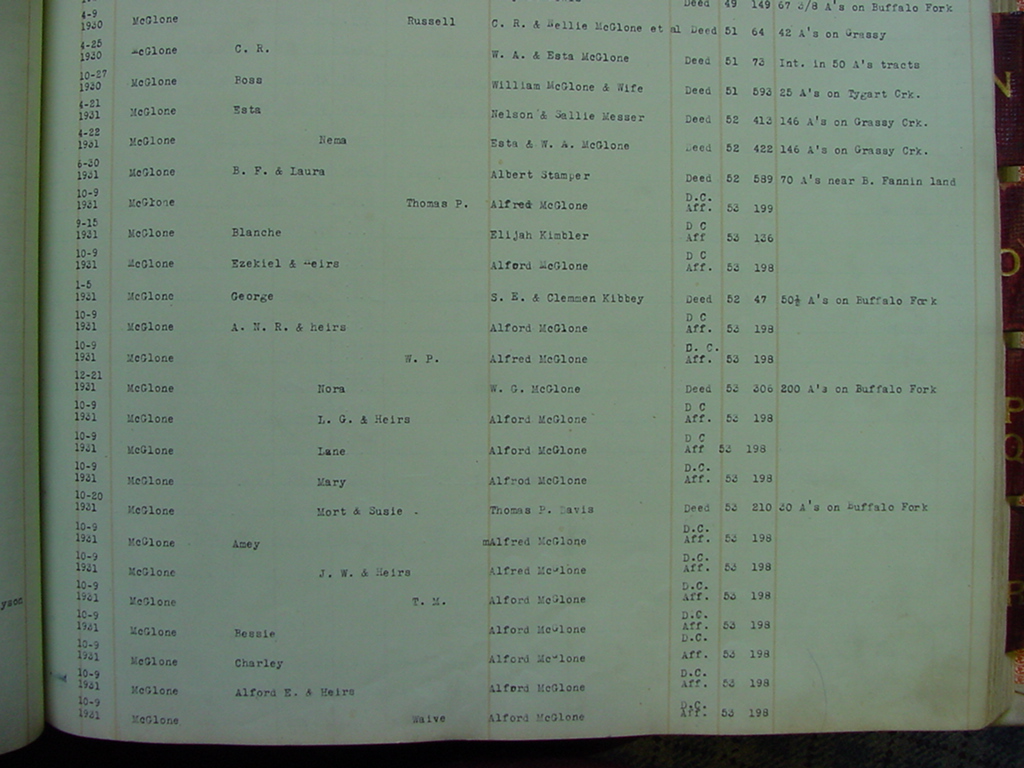 Deed 49 149 67 3/8 A's on Buffalo Fork
4-9
1930 McGlone Russell C. R. & Nellie McGlone et al Deed 51 64 42 A's on Grassy
4-25
1930 McGlone C. R. W. A. & Esta McGlone Deed 51 73 Int. in 50 A's tracts
10-27
1930 McGlone Boss William McGlone & Wife Deed 51 593 25 A's on Tygart Crk.
4-21
1931 McGlone Esta Nelson & Sallie Messer Deed 52 413 146 A's on Grassy Crk.
4-22
1931 McGlone Nema Esta & W. A. McGlone Deed 52 422 146 A's on Grassy Crk.
6-30
1931 McGlone B. F. & Laura Albert Stamper Deed 52 589 70 A's near B. Fannin land
10-9 D.C.
1931 McGlone Thomas P. Alfred McGlone Aff. 53 199
9-15 D C
1931 McGlone Blanche Elijah Kimbler Aff 53 136
10-9 D C
1931 McGlone Ezekiel & Heirs Alford McGlone Aff. 53 198
1-5
1931 McGlone George S. E. & Clemmen Kibbey Deed 52 47 50½ A's on Buffalo Fork
10-9 D C
1931 McGlone A. N. R. & heirs Alford McGlone Aff. 53 198
10-9 D. C.
1931 McGlone W. P. Alfred McGlone Aff. 53 198
12-21
1931 McGlone Nora W. G. McGlone Deed 53 306 200 A's on Buffalo Fork
10-9 D C
1931 McGlone L. G. & Heirs Alford McGlone Aff. 53 198
10-9 D C
1931 McGlone Lane Alford McGlone Aff 53 198
10-9 D.C.
1931 McGlone Mary Alfrod McGlone Aff. 53 198
10-20
1931 McGlone Mort & Susie . Thomas P. Davis Deed 53 210 30 A's on Buffalo Fork
10-9 D.C.
1931 McGlone Amey mAlfred McGlone Aff. 53 198
10-9 D.C.
1931 McGlone J. W. & Heirs Alfred McGlone Aff. 53 198
10-9 D.C.
1931 McGlone T. M. Alford McGlone Aff. 53 198
10-9 D.C.
1931 McGlone Bessie Alford McGlone Aff. 53 198
10-9 D.C.
1931 McGlone Charley Alford McGlone Aff. 53 198
10-9 D.C.
1931 McGlone Alford E. & Heirs Alford McGlone Aff. 53 198
10-9 D.C.
1931 McGlone Waive Alford McGlone Aff. 53 198
N
O
P
Q
R